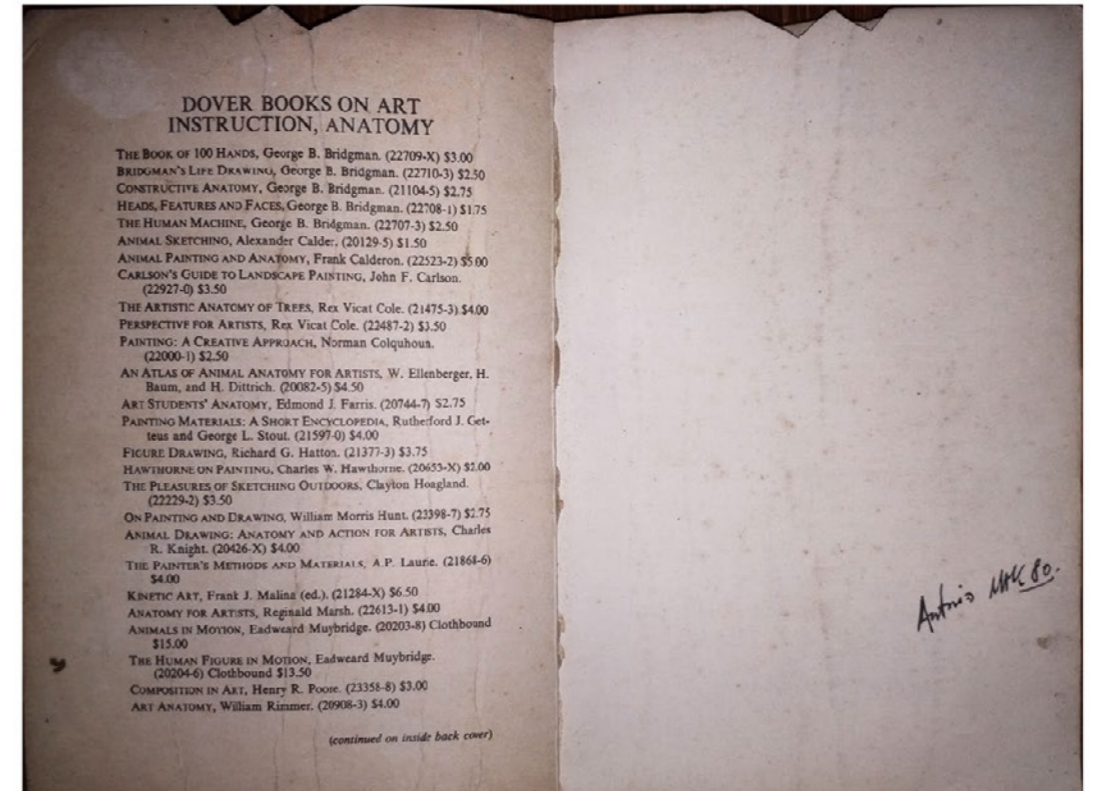 DOVER BOOKS ON ART
INSTRUCTION, ANATOMY
THE BOOK OF 100 HANDS, George B. Bridgman. (22709-X) $3.00
BRIDGMAN'S LIFE DRAWING, George B. Bridgman. (22710-3) $2.50
CONSTRUCTIVE ANATOMY, George B. Bridgman. (21104-5) $2.75
HEADS, FEATURES AND FACES, George B. Bridgman. (22708-1) $1.75
THE HUMAN MACHINE, George B. Bridgman. (22707-3) $2.50
ANIMAL SKETCHING, Alexander Calder. (20129-5) $1.50
ANIMAL PAINTING AND ANATOMY, Frank Calderon. (22523-2) $5.00
CARLSON'S GUIDE TO LANDSCAPE PAINTING, John F. Carlson.
(22927-0) $3.50
THE ARTISTIC ANATOMY OF TREES, Rex Vicat Cole. (21475-3) $4.00
PERSPECTIVE FOR ARTISTS, Rex Vicat Cole. (22487-2) $3.50
PAINTING: A CREATIVE APPROACH, Norman Colquhoun.
(22000-1) $2.50
AN ATLAS OF ANIMAL ANATOMY FOR ARTISTS, W. Ellenberger, H.
Baum, and H. Dittrich. (20082-5) $4.50
ART STUDENTS' ANATOMY, Edmond J. Farris. (20744-7) $2.75
PAINTING MATERIALS: A SHORT ENCYCLOPEDIA, Rutherford J. Get-
tens and George L. Stout. (21597-0) $4.00
FIGURE DRAWING, Richard G. Hatton. (21377-3) $3.75
HAWTHORNE ON PAINTING, Charles W. Hawthorne. (20653-X) $2.00
THE PLEASURES OF SKETCHING OUTDOORS, Clayton Hoagland.
(22229-2) $3.50
ON PAINTING AND DRAWING, William Morris Hunt. (23398-7) $2.75
ANIMAL DRAWING: ANATOMY AND ACTION FOR ARTISTS, Charles
R. Knight. (20426-X) $4.00
THE PAINTER'S METHODS AND MATERIALS, A.P. Laurie. (21868-6)
$4.00
KINETIC ART, Frank J. Malina (ed.). (21284-X) $6.50
ANATOMY FOR ARTISTS, Reginald Marsh. (22613-1) $4.00
ANIMALS IN MOTION, Eadweard Muybridge. (20203-8) Clothbound
$15.00
THE HUMAN FIGURE IN MOTION, Eadweard Muybridge.
(20204-6) Clothbound $13.50
COMPOSITION IN ART, Henry R. Poore. (23358-8) $3.00
ART ANATOMY, William Rimmer. (20908-3) $4.00
(continued on inside back cover)
Antonio 80.